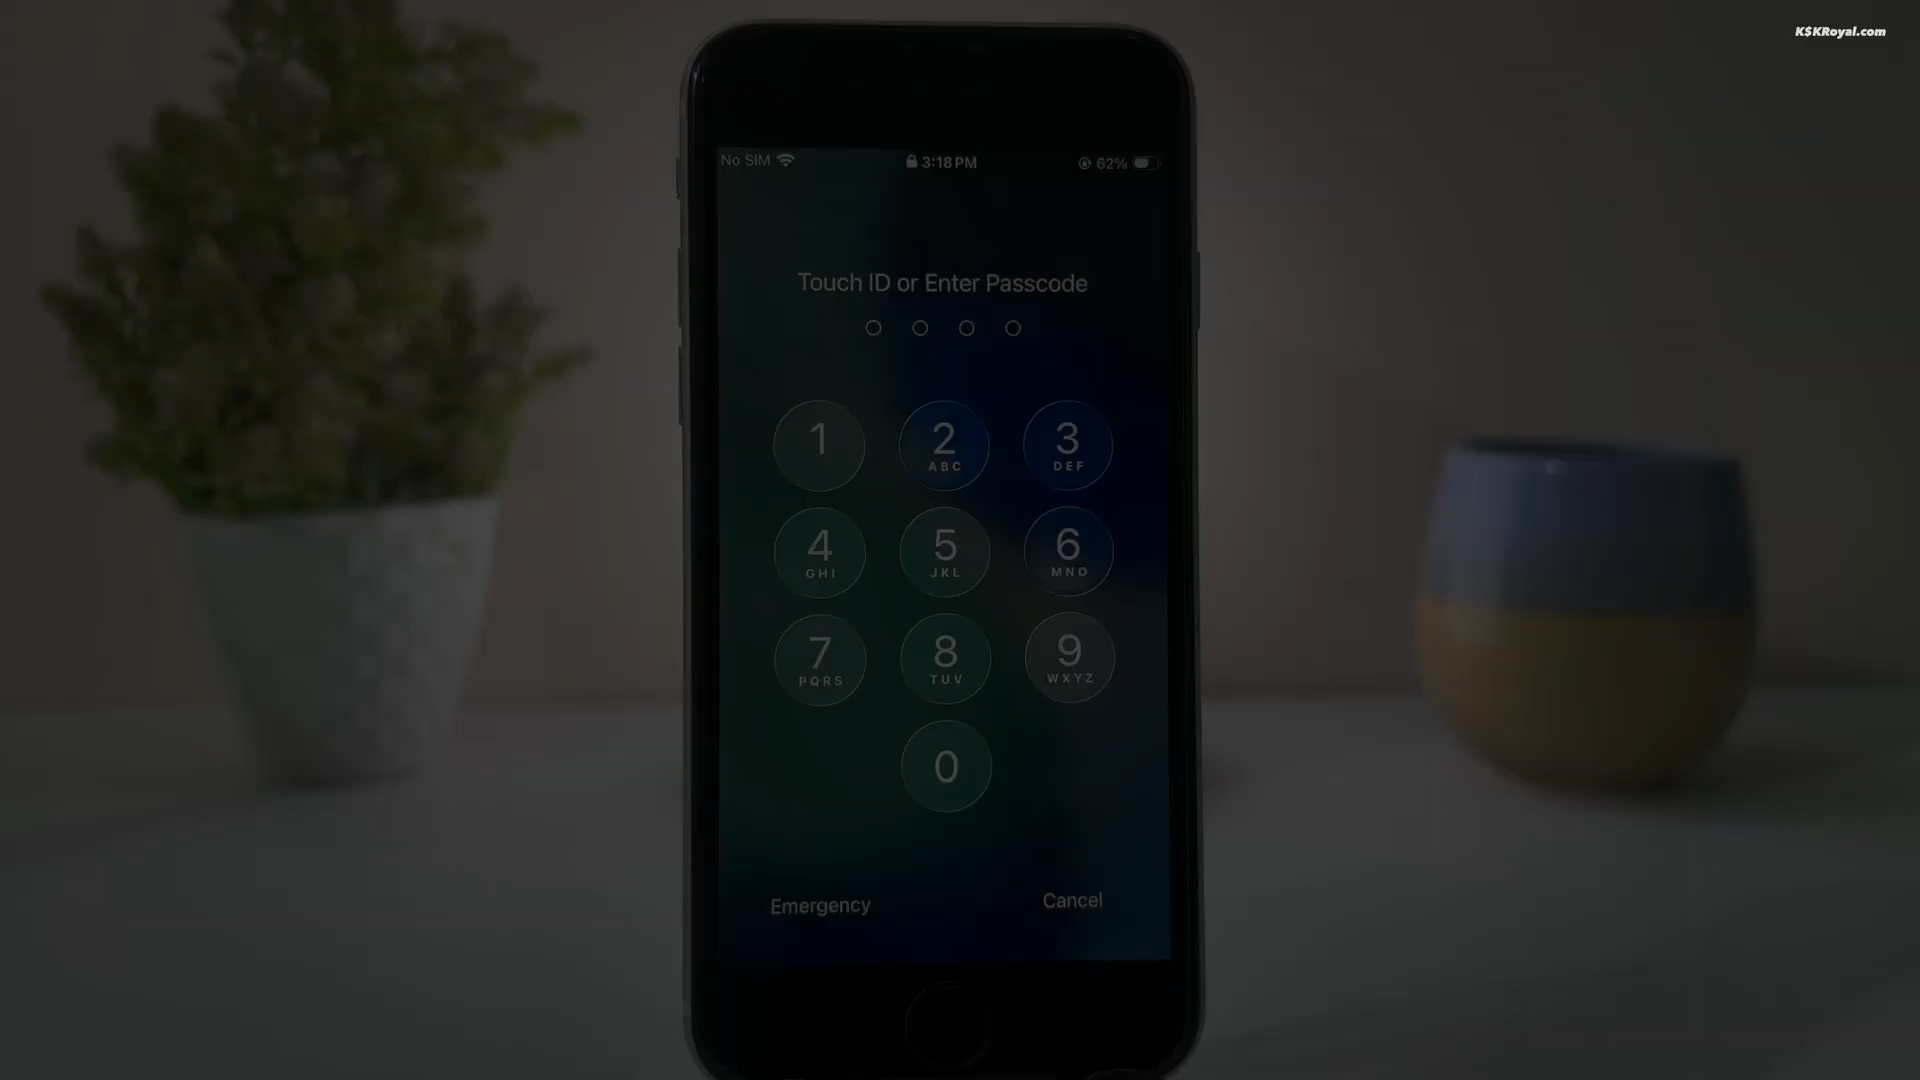 K$KRoyal.com
No SIM 3:18 PM 62%
Touch ID or Enter Passcode
1 2 3
ABC DEF
4 5 6
GHI JKL MNO
7 8 9
PQRS TUV WXYZ
0
Emergency Cancel